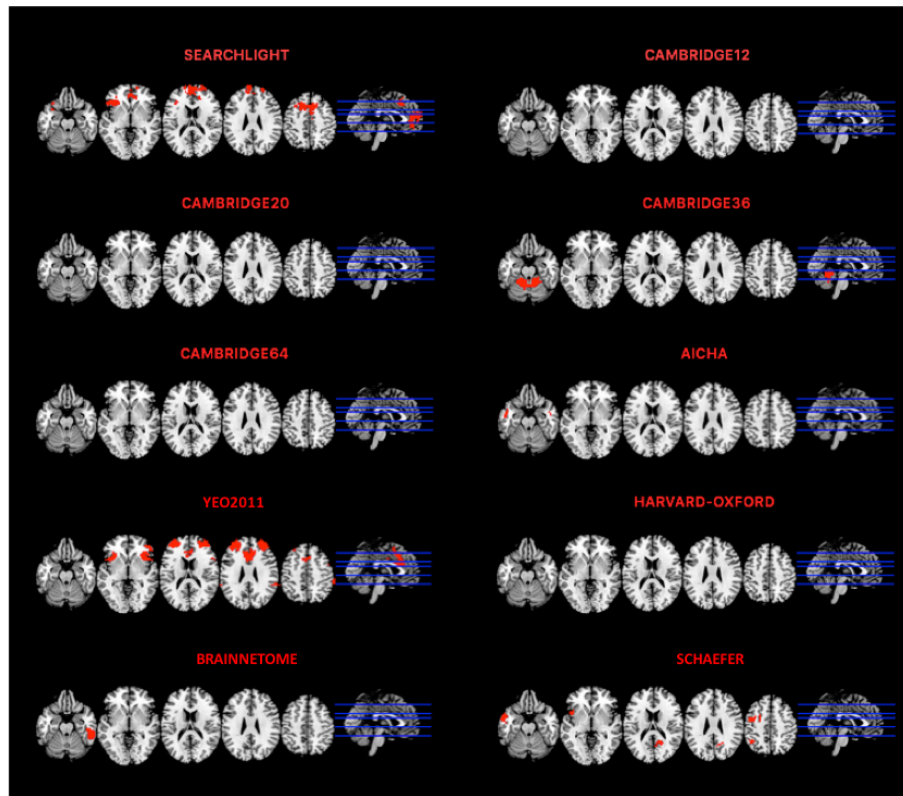 SEARCHLIGHT
CAMBRIDGE12
CAMBRIDGE20
CAMBRIDGE36
CAMBRIDGE64
AICHA
YEO2011
HARVARD-OXFORD
BRAINNETOME
SCHAEFER